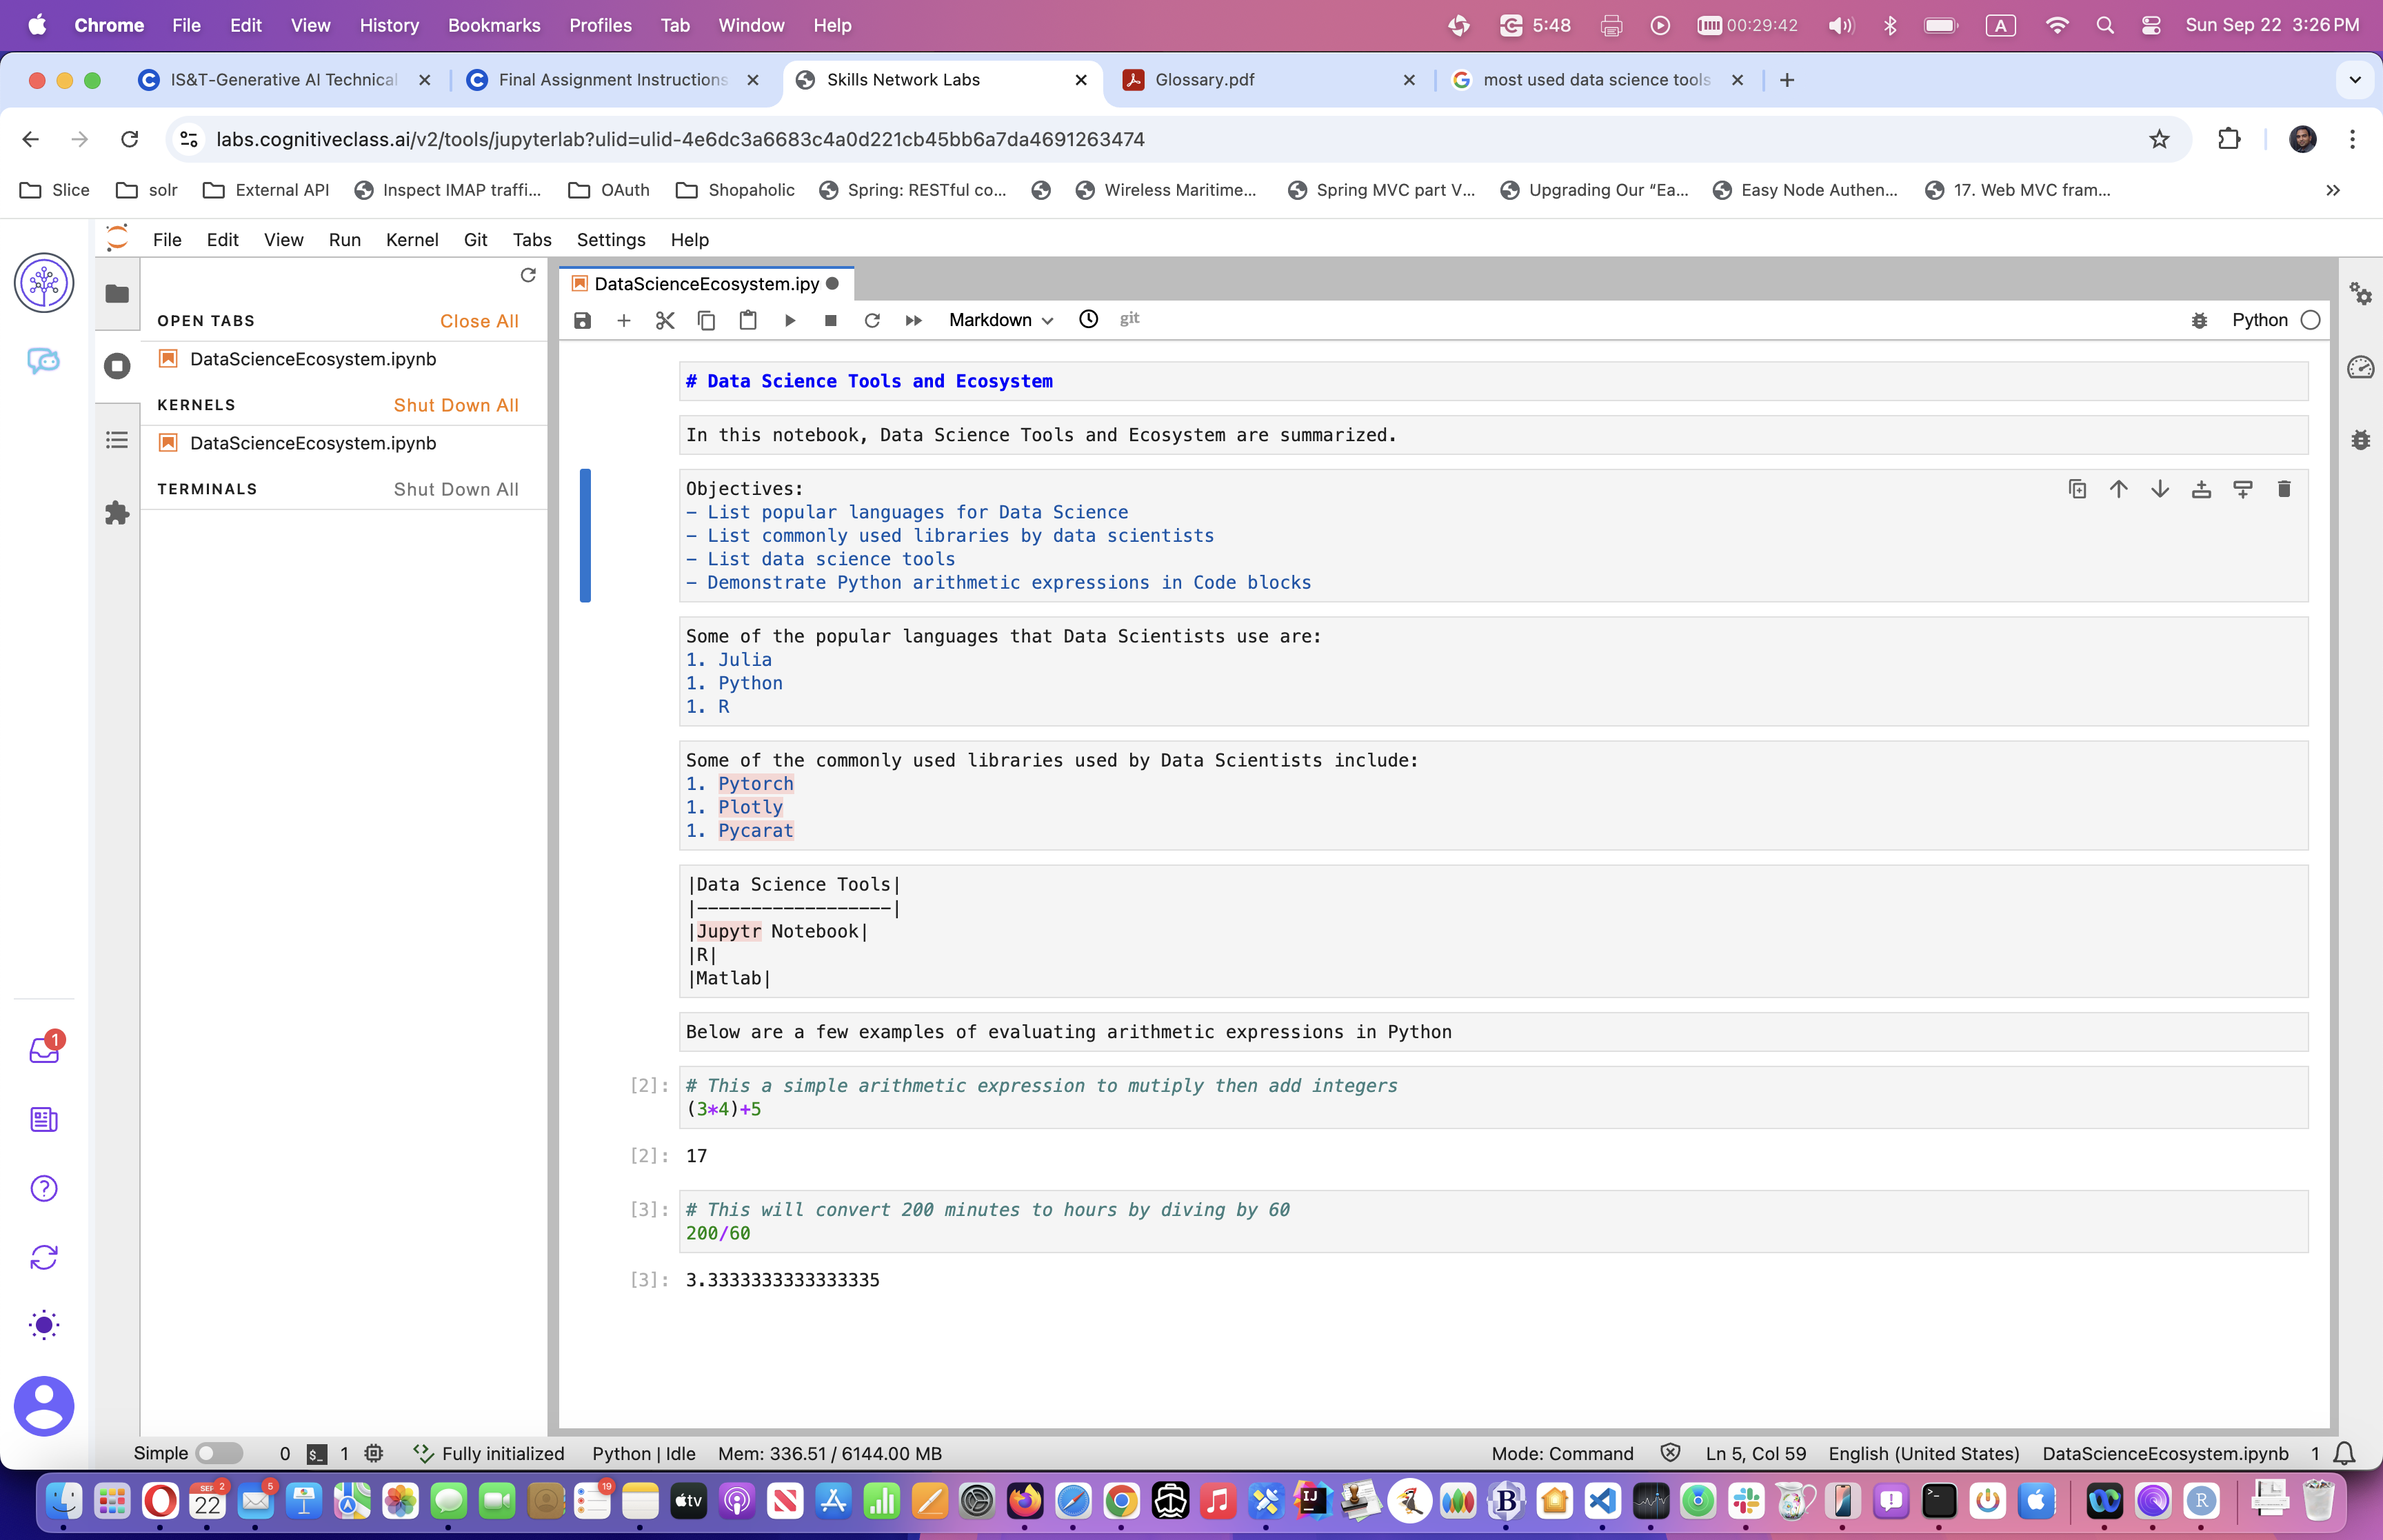 Chrome File Edit View History Bookmarks Profiles Tab Window Help 5:48 00:29:42 A Sun Sep 22 3:26 PM
IS&T-Generative AI Technical Final Assignment Instructions Skills Network Labs Glossary.pdf most used data science tools
labs.cognitiveclass.ai/v2/tools/jupyterlab?ulid=ulid-4e6dc3a6683c4a0d221cb45bb6a7da4691263474
Slice solr External API Inspect IMAP traffi... OAuth Shopaholic Spring: RESTful co... Wireless Maritime... Spring MVC part V... Upgrading Our “Ea... Easy Node Authen... 17. Web MVC fram... »
File Edit View Run Kernel Git Tabs Settings Help
OPEN TABS Close All
DataScienceEcosystem.ipynb
KERNELS Shut Down All
DataScienceEcosystem.ipynb
TERMINALS Shut Down All
DataScienceEcosystem.ipy
Markdown git Python
# Data Science Tools and Ecosystem
In this notebook, Data Science Tools and Ecosystem are summarized.
Objectives:
- List popular languages for Data Science
- List commonly used libraries by data scientists
- List data science tools
- Demonstrate Python arithmetic expressions in Code blocks
Some of the popular languages that Data Scientists use are:
1. Julia
1. Python
1. R
Some of the commonly used libraries used by Data Scientists include:
1. Pytorch
1. Plotly
1. Pycarat
|Data Science Tools|
|------------------|
|Jupytr Notebook|
|R|
|Matlab|
Below are a few examples of evaluating arithmetic expressions in Python
[2]: # This a simple arithmetic expression to mutiply then add integers
(3*4)+5
[2]: 17
[3]: # This will convert 200 minutes to hours by diving by 60
200/60
[3]: 3.3333333333333335
1
Simple 0 $_ 1 Fully initialized Python | Idle Mem: 336.51 / 6144.00 MB Mode: Command Ln 5, Col 59 English (United States) DataScienceEcosystem.ipynb 1
SEP 22 2 5 19 tv IJ B R